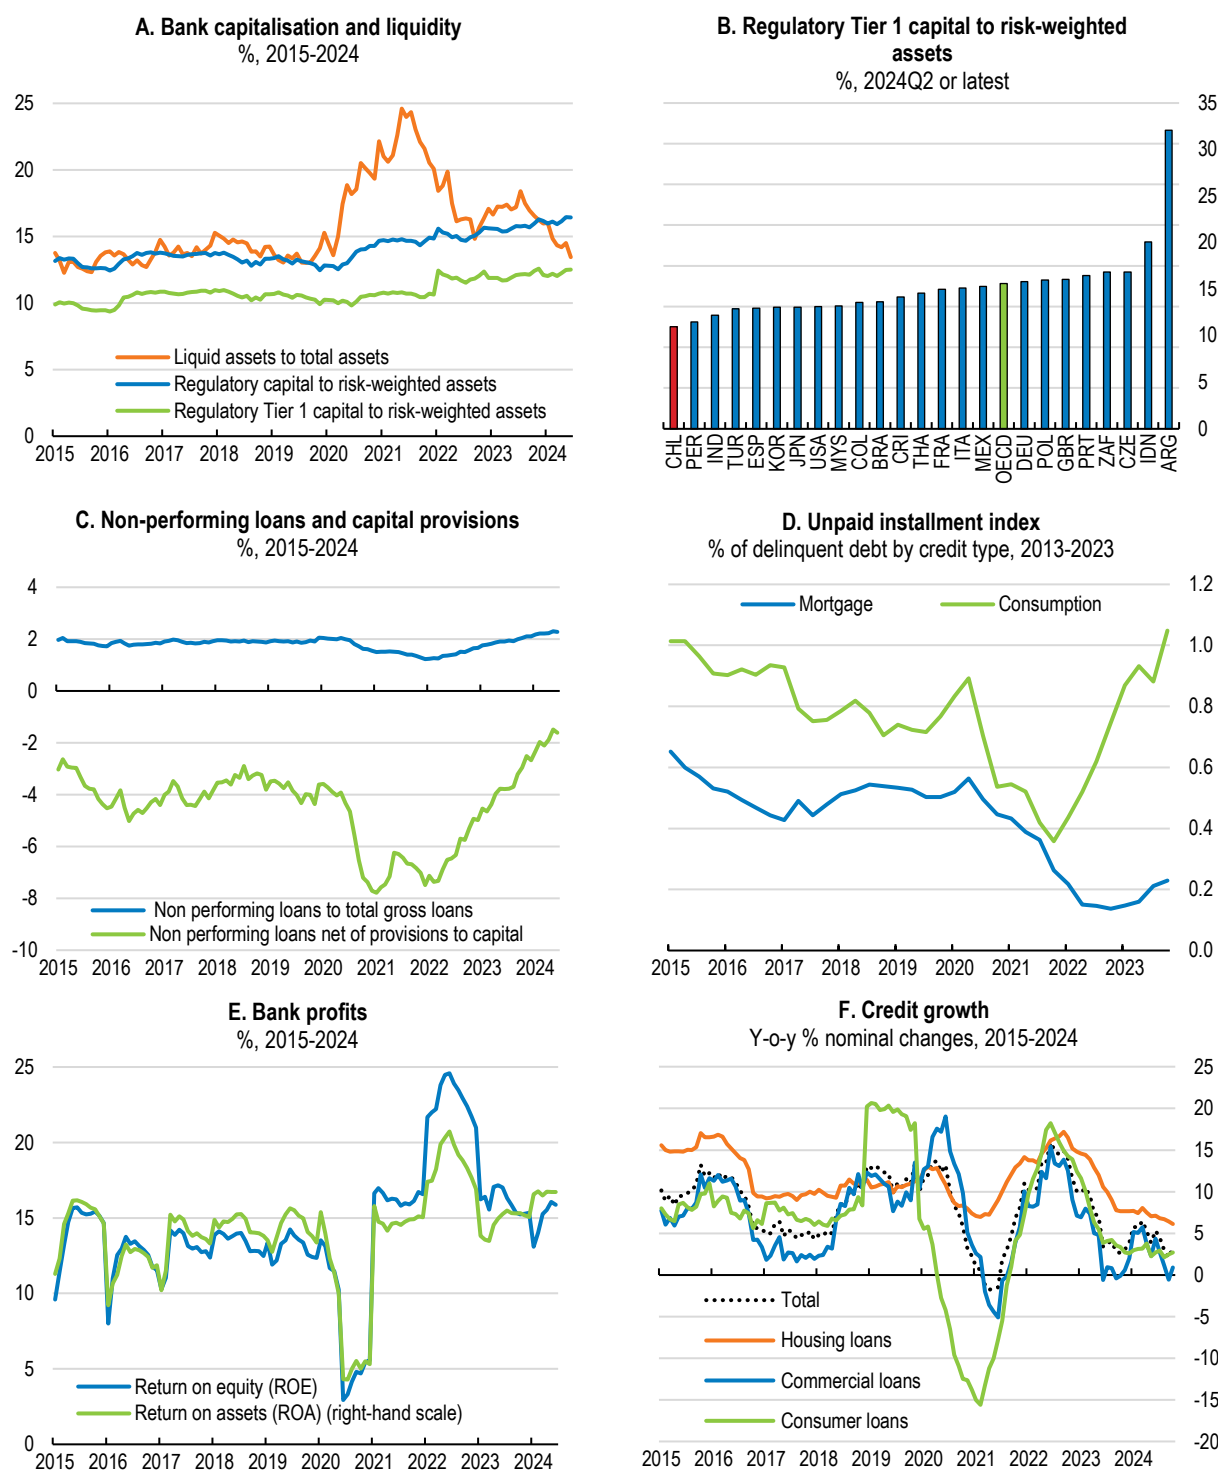 A. Bank capitalisation and liquidity
%, 2015-2024
25
20
15
10
5
0
Liquid assets to total assets
Regulatory capital to risk-weighted assets
Regulatory Tier 1 capital to risk-weighted assets
2015 2016 2017 2018 2019 2020 2021 2022 2023 2024
B. Regulatory Tier 1 capital to risk-weighted
assets
%, 2024Q2 or latest
35
30
25
20
15
10
5
0
CHL PER IND TUR ESP KOR JPN USA MYS COL BRA CRI THA FRA ITA MEX OECD DEU POL GBR PRT ZAF CZE IDN ARG
C. Non-performing loans and capital provisions
%, 2015-2024
4
2
0
-2
-4
-6
-8
-10
Non performing loans to total gross loans
Non performing loans net of provisions to capital
2015 2016 2017 2018 2019 2020 2021 2022 2023 2024
D. Unpaid installment index
% of delinquent debt by credit type, 2013-2023
Mortgage Consumption
1.2
1.0
0.8
0.6
0.4
0.2
0.0
2015 2016 2017 2018 2019 2020 2021 2022 2023
E. Bank profits
%, 2015-2024
25
20
15
10
5
0
Return on equity (ROE)
Return on assets (ROA) (right-hand scale)
2015 2016 2017 2018 2019 2020 2021 2022 2023 2024
F. Credit growth
Y-o-y % nominal changes, 2015-2024
25
20
15
10
5
0
-5
-10
-15
-20
Total
Housing loans
Commercial loans
Consumer loans
2015 2016 2017 2018 2019 2020 2021 2022 2023 2024